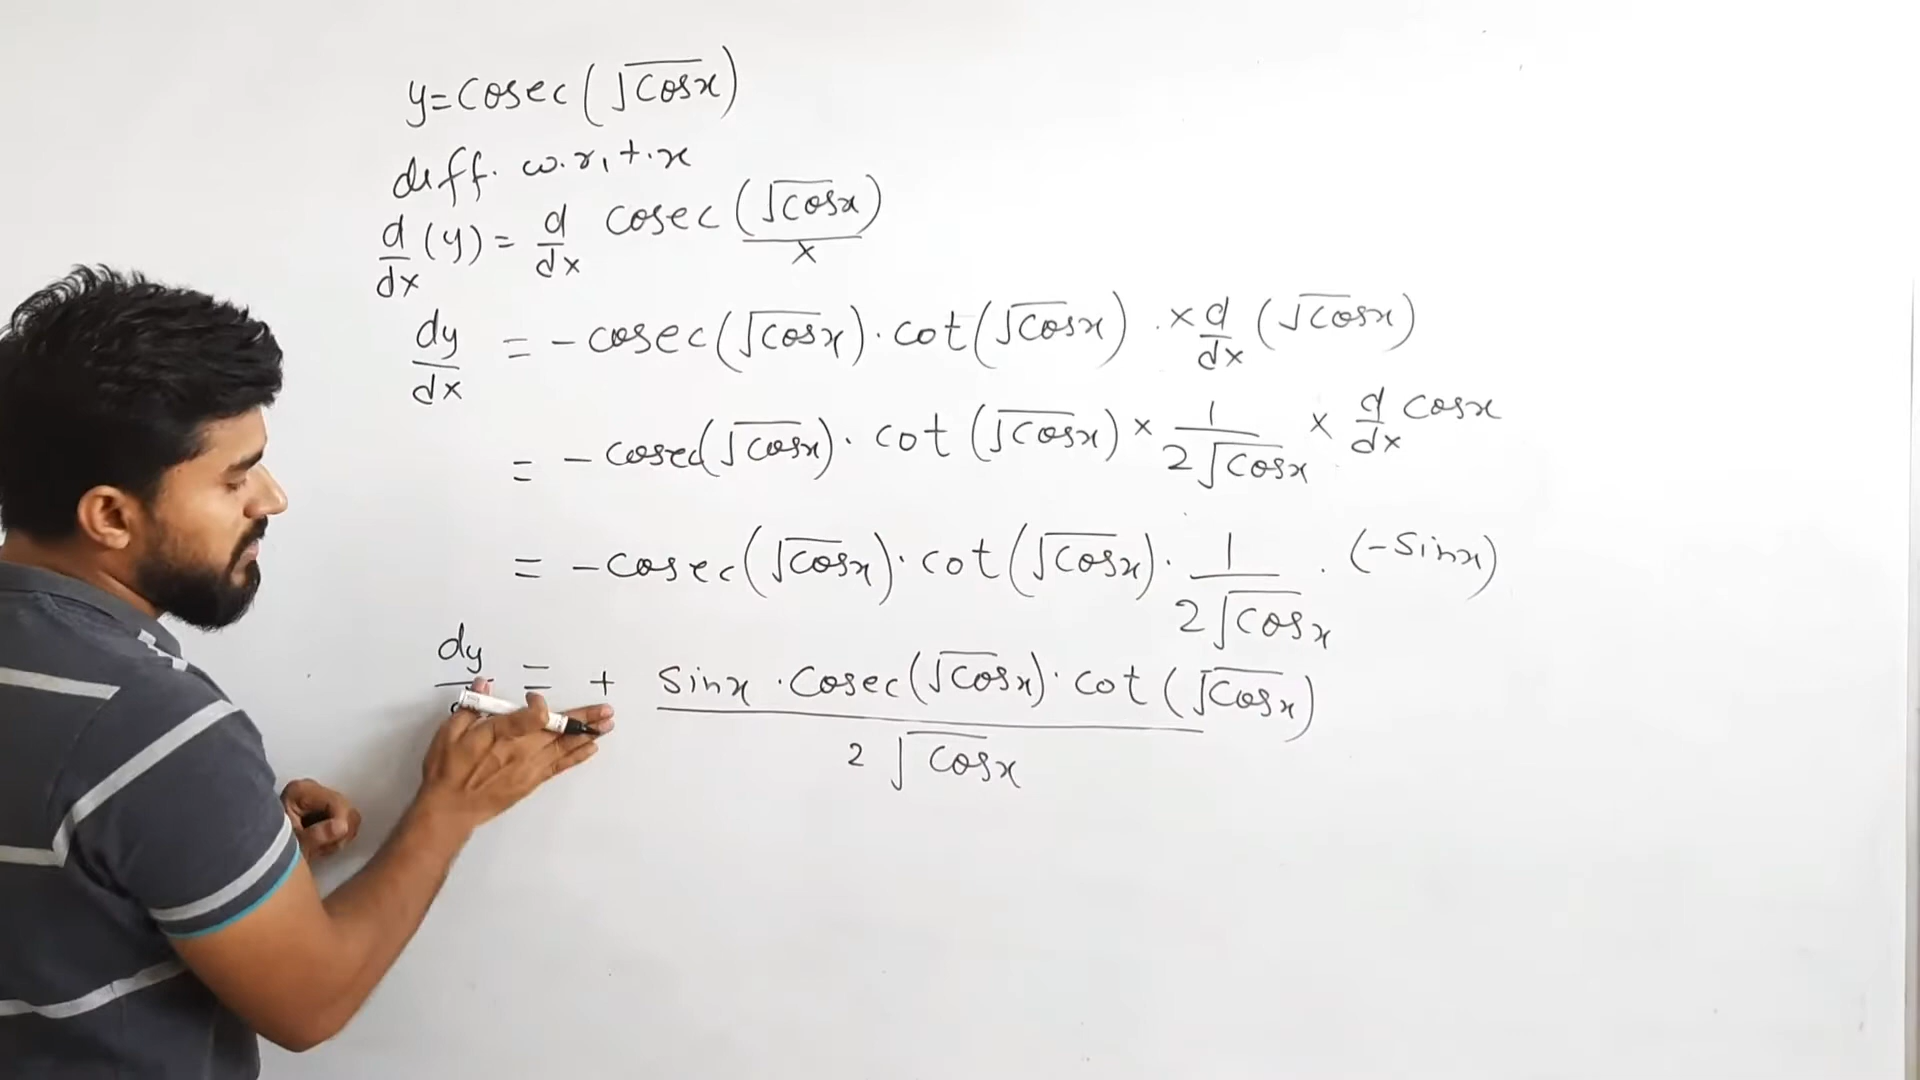 y=cosec(√cosx)
diff. w.r.t.x
d/dx (y) = d/dx cosec (√cosx)
x
dy/dx = -cosec(√cosx)·cot(√cosx) ·× d/dx (√cosx)
= -cosec(√cosx)· cot (√cosx) × 1/2√cosx × d/dx cosx
= -cosec(√cosx)·cot(√cosx)· 1/2√cosx · (-sinx)
dy = + sinx ·cosec(√cosx)·cot (√cosx)/2√cosx